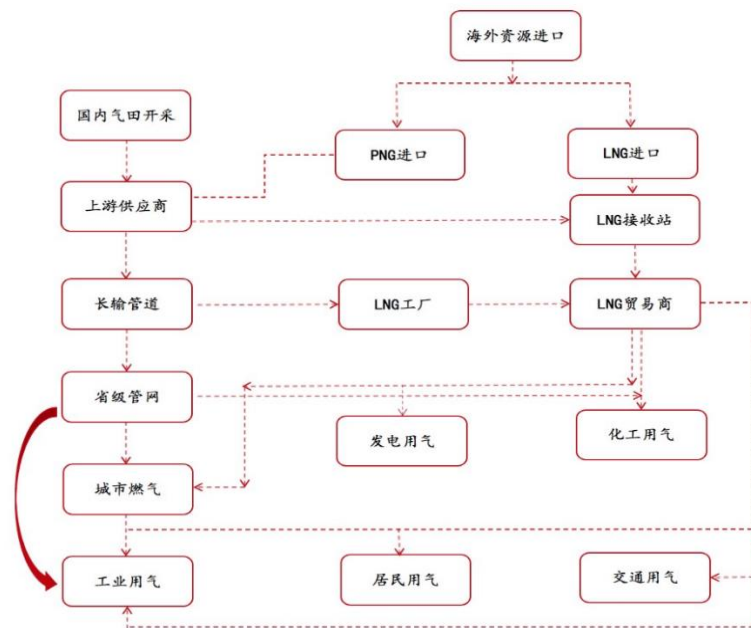 海外资源进口
国内气田开采
PNG进口
LNG进口
上游供应商
LNG接收站
长输管道
LNG工厂
LNG贸易商
省级管网
发电用气
化工用气
城市燃气
工业用气
居民用气
交通用气